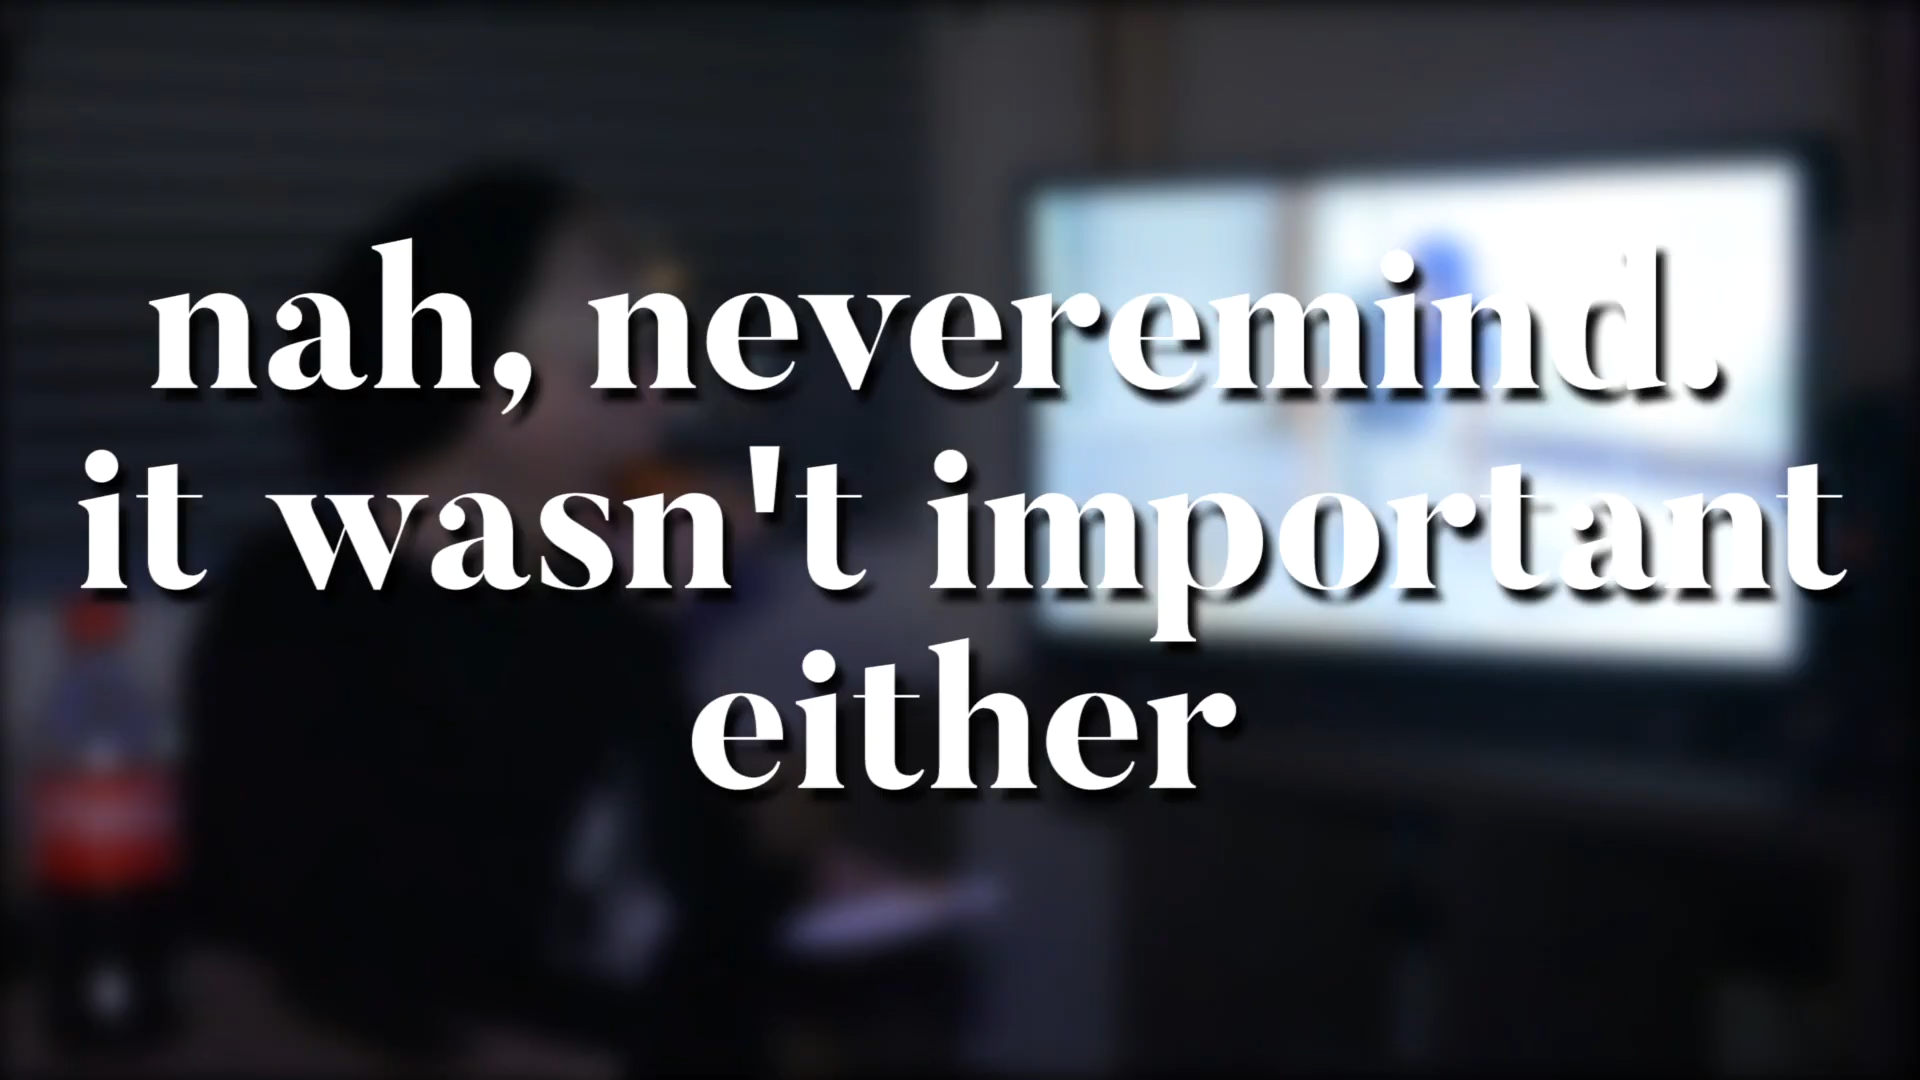 nah, neveremind.
it wasn't important
either